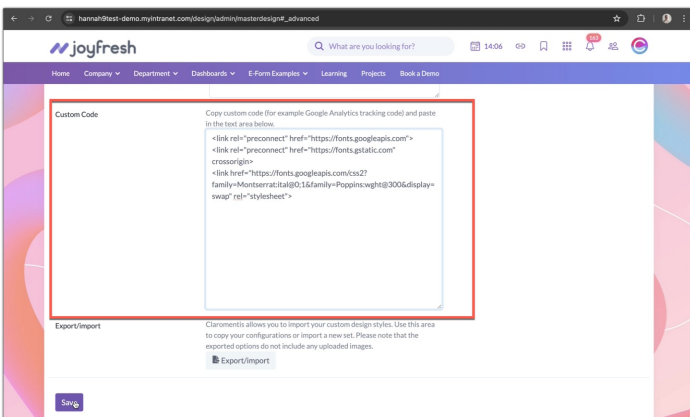 hannah9test-demo.myintranet.com/design/admin/masterdesign#_advanced
joyfresh
What are you looking for?
14:06
563
Home Company Department Dashboards E-Form Examples Learning Projects Book a Demo
Custom Code
Copy custom code (for example Google Analytics tracking code) and paste
in the text area below.
<link rel="preconnect" href="https://fonts.googleapis.com">
<link rel="preconnect" href="https://fonts.gstatic.com"
crossorigin>
<link href="https://fonts.googleapis.com/css2?
family=Montserrat:ital@0;1&family=Poppins:wght@300&display=
swap" rel="stylesheet">
Export/import
Claromentis allows you to import your custom design styles. Use this area
to copy your configurations or import a new set. Please note that the
exported options do not include any uploaded images.
Export/import
Save